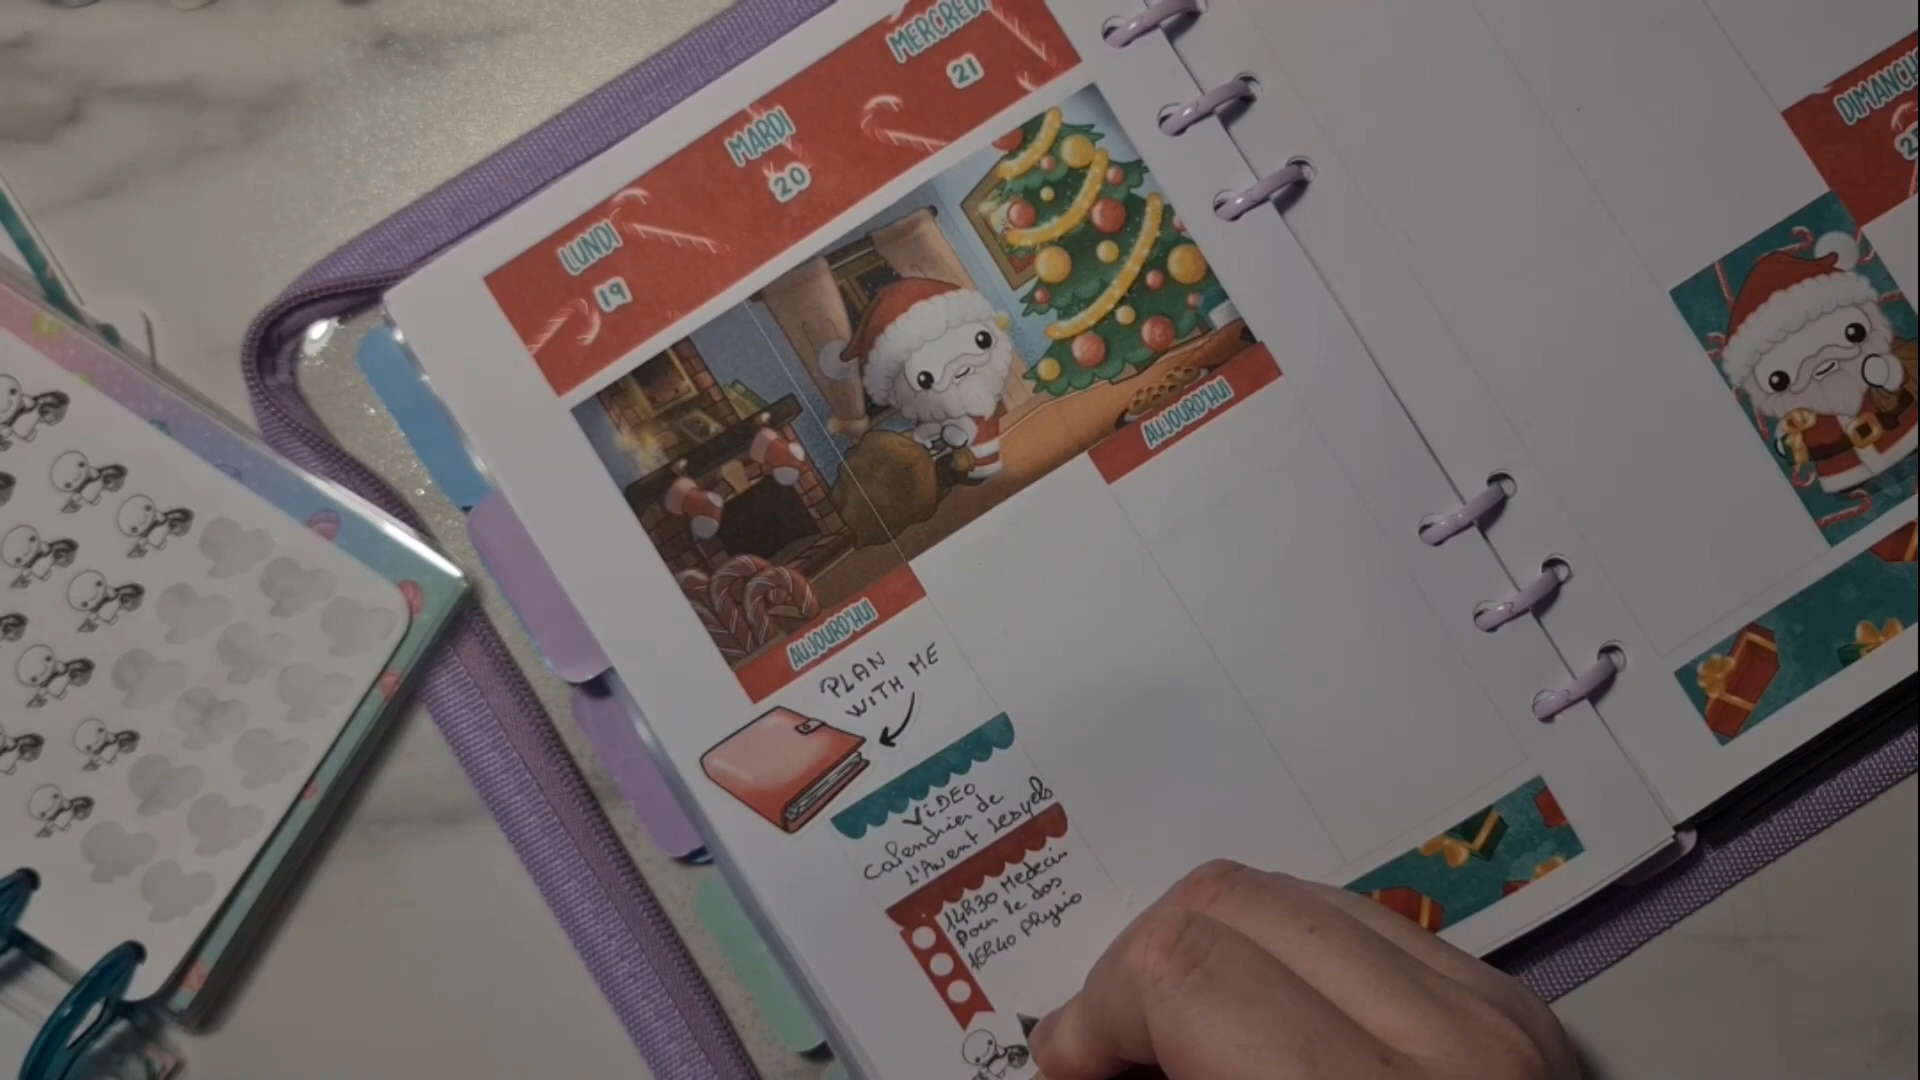 LUNDI
19
MARDI
20
MERCREDI
21
DIMANCH
AUJOURD'HUI
AUJOURD'HUI
PLAN
WITH ME
ViDEO
Calendrier de
L'Avent
14h30 Medecin
le dos
16h40 physio